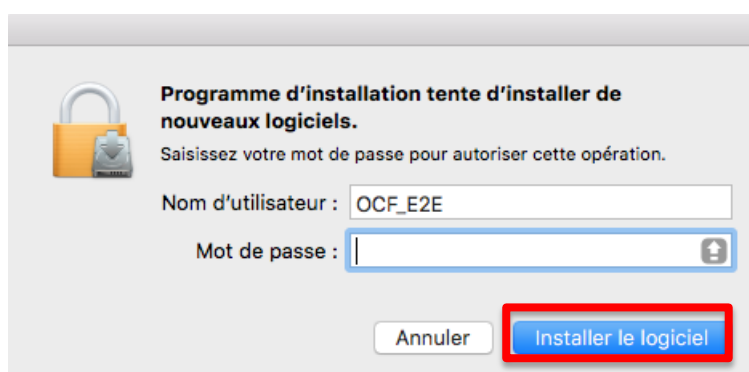 Programme d'installation tente d'installer de
nouveaux logiciels.
Saisissez votre mot de passe pour autoriser cette opération.
Nom d'utilisateur : OCF_E2E
Mot de passe :
Annuler Installer le logiciel